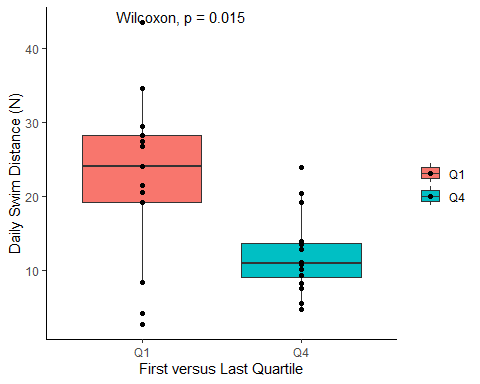 Wilcoxon, p = 0.015
Daily Swim Distance (N)
40
30
20
10
Q1
Q4
First versus Last Quartile
Q1
Q4